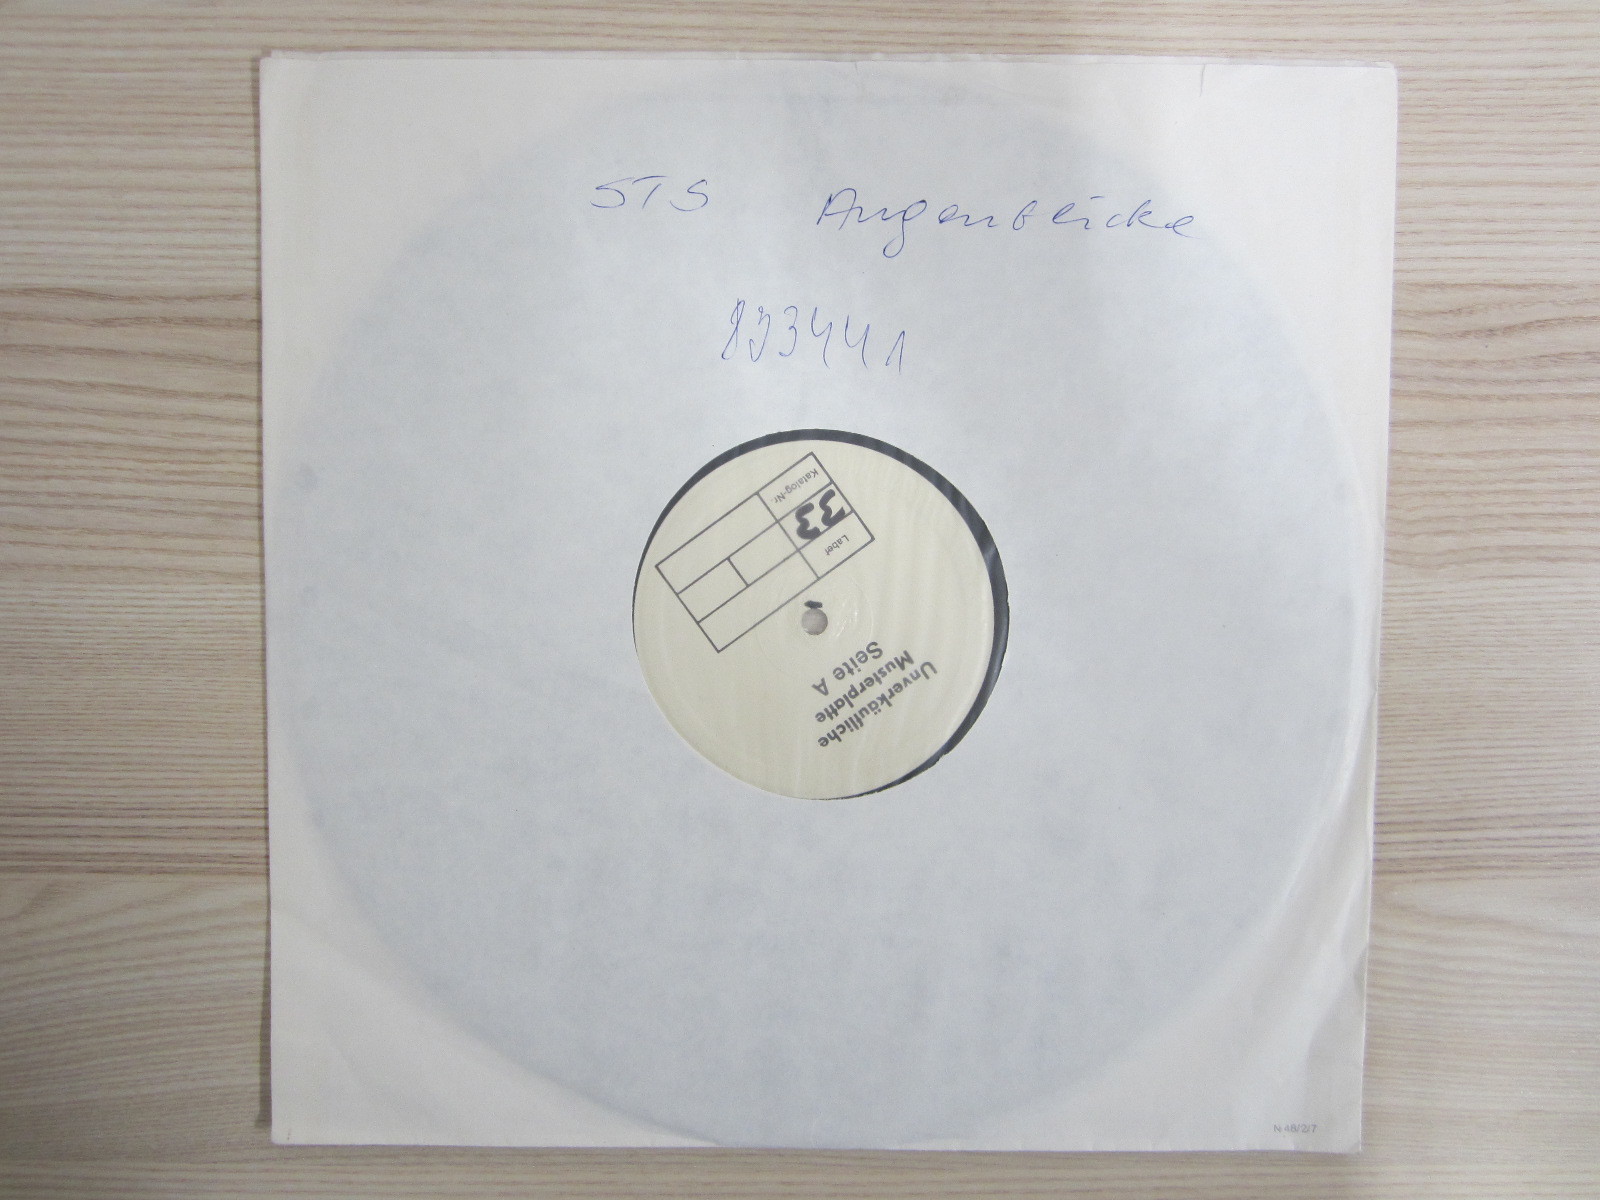 STS Augenblicke
833441
Katalog-Nr.
33
Label
Unverkäufliche
Musterplatte
Seite A
N 48/2/7